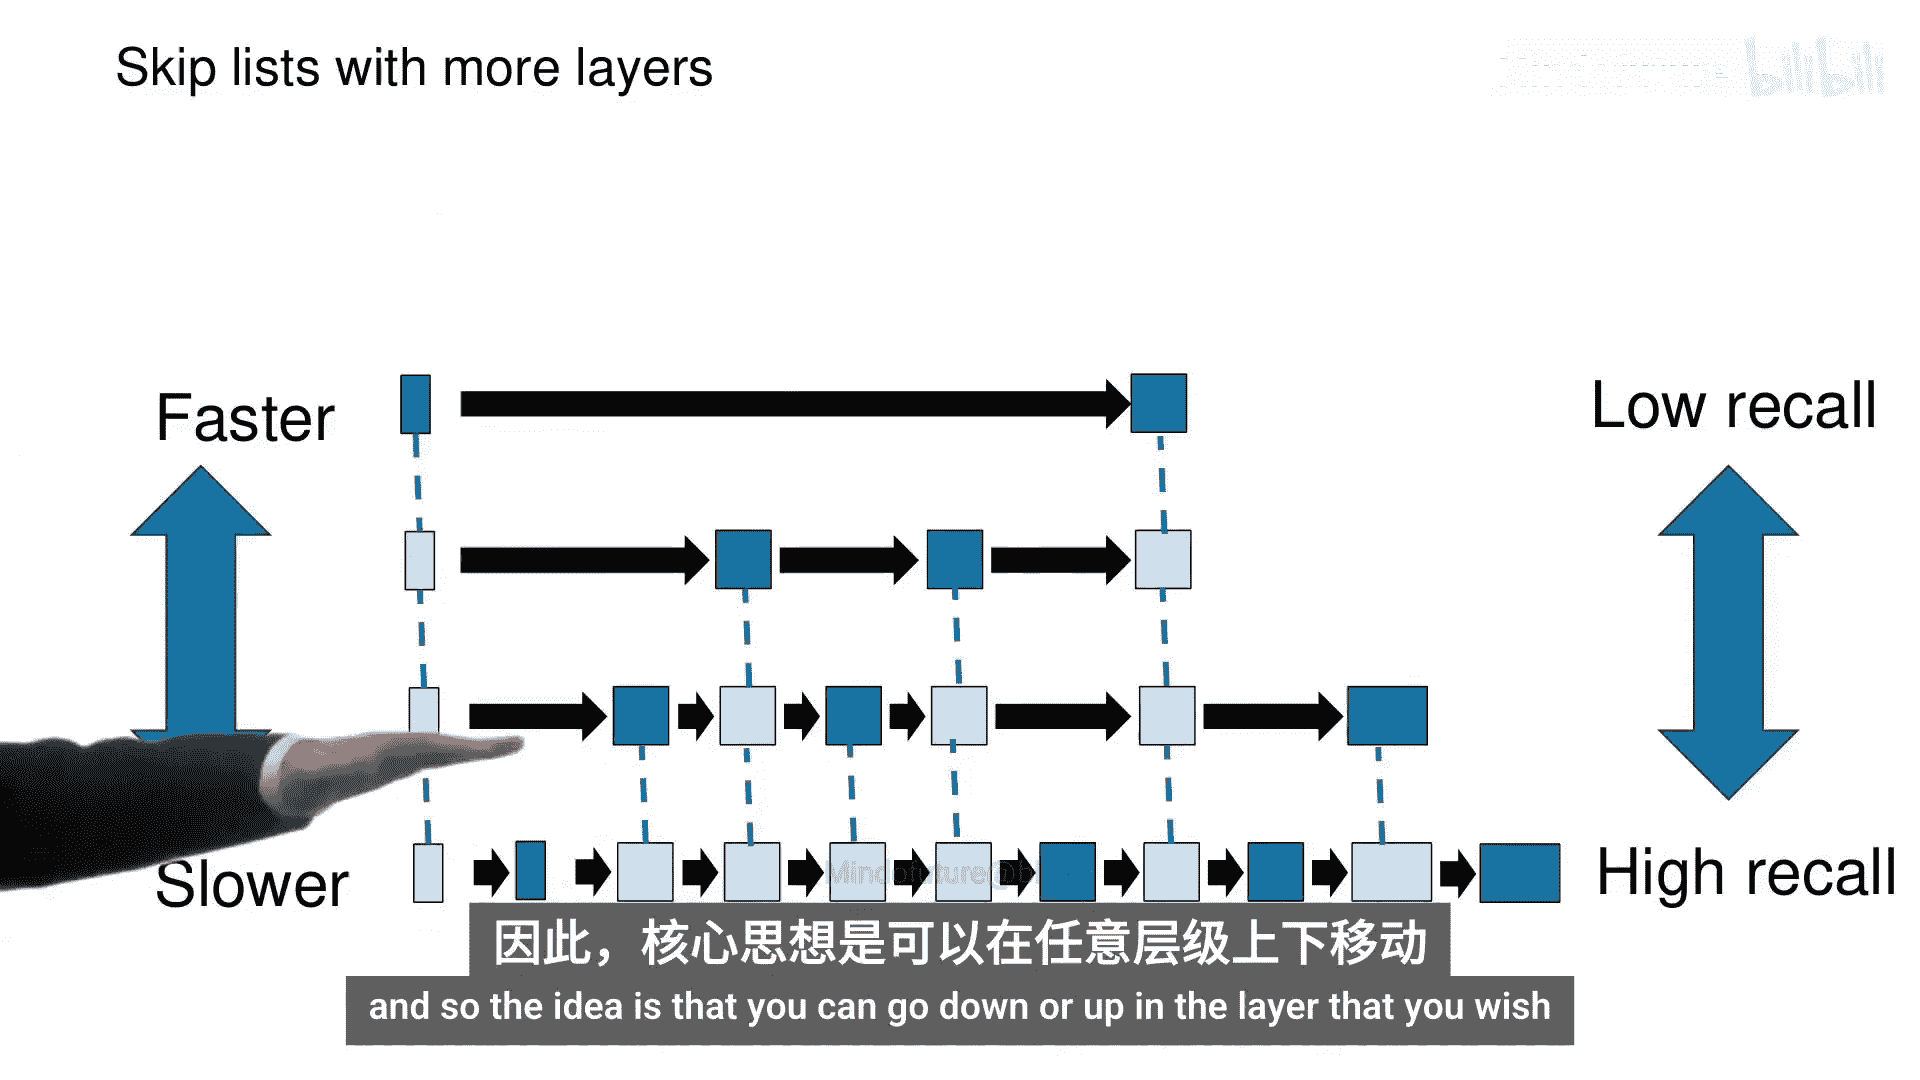 Skip lists with more layers
bilibili
Faster
Low recall
Slower
High recall
因此，核心思想是可以在任意层级上下移动
and so the idea is that you can go down or up in the layer that you wish